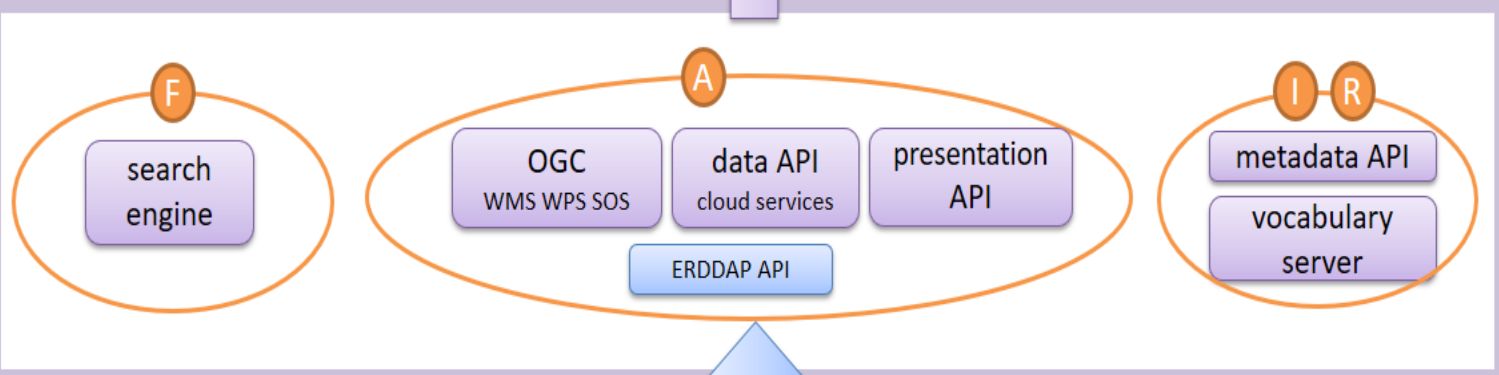 F
search
engine
A
OGC
WMS WPS SOS
data API
cloud services
presentation
API
ERDDAP API
I R
metadata API
vocabulary
server